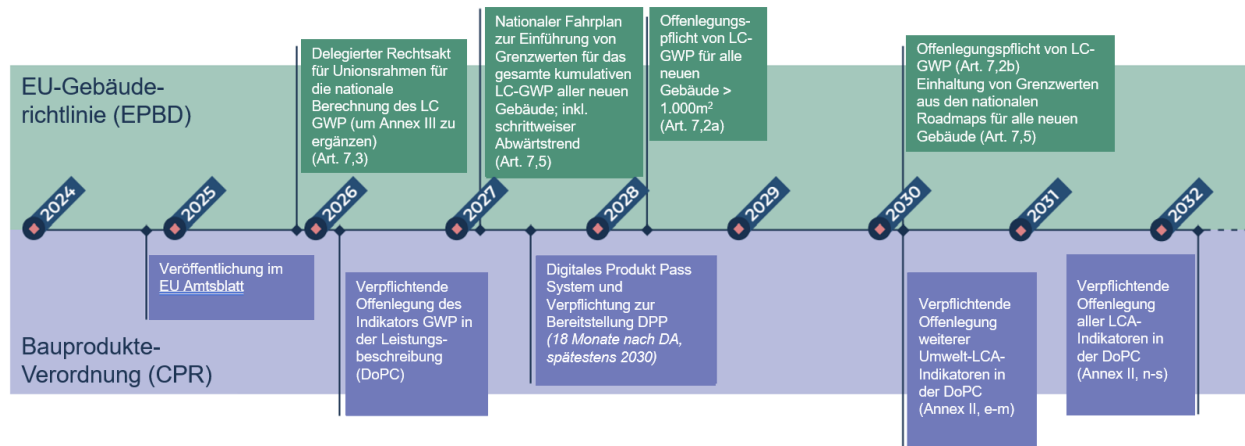 EU-Gebäude-
richtlinie (EPBD)
Delegierter Rechtsakt
für Unionsrahmen für
die nationale
Berechnung des LC
GWP (um Annex III zu
ergänzen)
(Art. 7,3)
Nationaler Fahrplan
zur Einführung von
Grenzwerten für das
gesamte kumulativen
LC-GWP aller neuen
Gebäude; inkl.
schrittweiser
Abwärtstrend
(Art. 7,5)
Offenlegungs-
pflicht von LC-
GWP für alle
neuen
Gebäude >
1.000m²
(Art. 7,2a)
Offenlegungspflicht von LC-
GWP (Art. 7,2b)
Einhaltung von Grenzwerten
aus den nationalen
Roadmaps für alle neuen
Gebäude (Art. 7,5)
2024
2025
2026
2027
2028
2029
2030
2031
2032
Bauprodukte-
Verordnung (CPR)
Veröffentlichung im
EU Amtsblatt
Verpflichtende
Offenlegung des
Indikators GWP in
der Leistungs-
beschreibung
(DoPC)
Digitales Produkt Pass
System und
Verpflichtung zur
Bereitstellung DPP
(18 Monate nach DA,
spätestens 2030)
Verpflichtende
Offenlegung
weiterer
Umwelt-LCA-
Indikatoren in
der DoPC
(Annex II, e-m)
Verpflichtende
Offenlegung
aller LCA-
Indikatoren in
der DoPC
(Annex II, n-s)